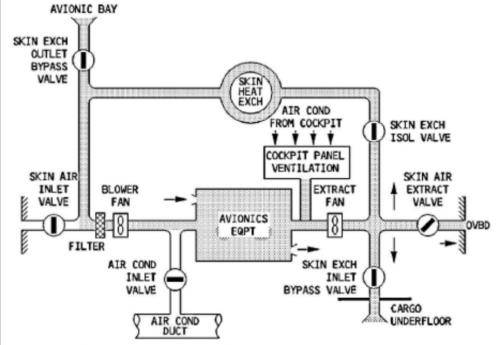 AVIONIC BAY
SKIN EXCH
OUTLET
BYPASS
VALVE
SKIN
HEAT
EXCH
AIR COND
FROM COCKPIT
SKIN EXCH
ISOL VALVE
COCKPIT PANEL
VENTILATION
SKIN AIR
INLET
VALVE
BLOWER
FAN
EXTRACT
FAN
SKIN AIR
EXTRACT
VALVE
AVIONICS
EQPT
OVBD
FILTER
AIR COND
INLET
VALVE
SKIN EXCH
INLET
BYPASS VALVE
CARGO
UNDERFLOOR
AIR COND
DUCT